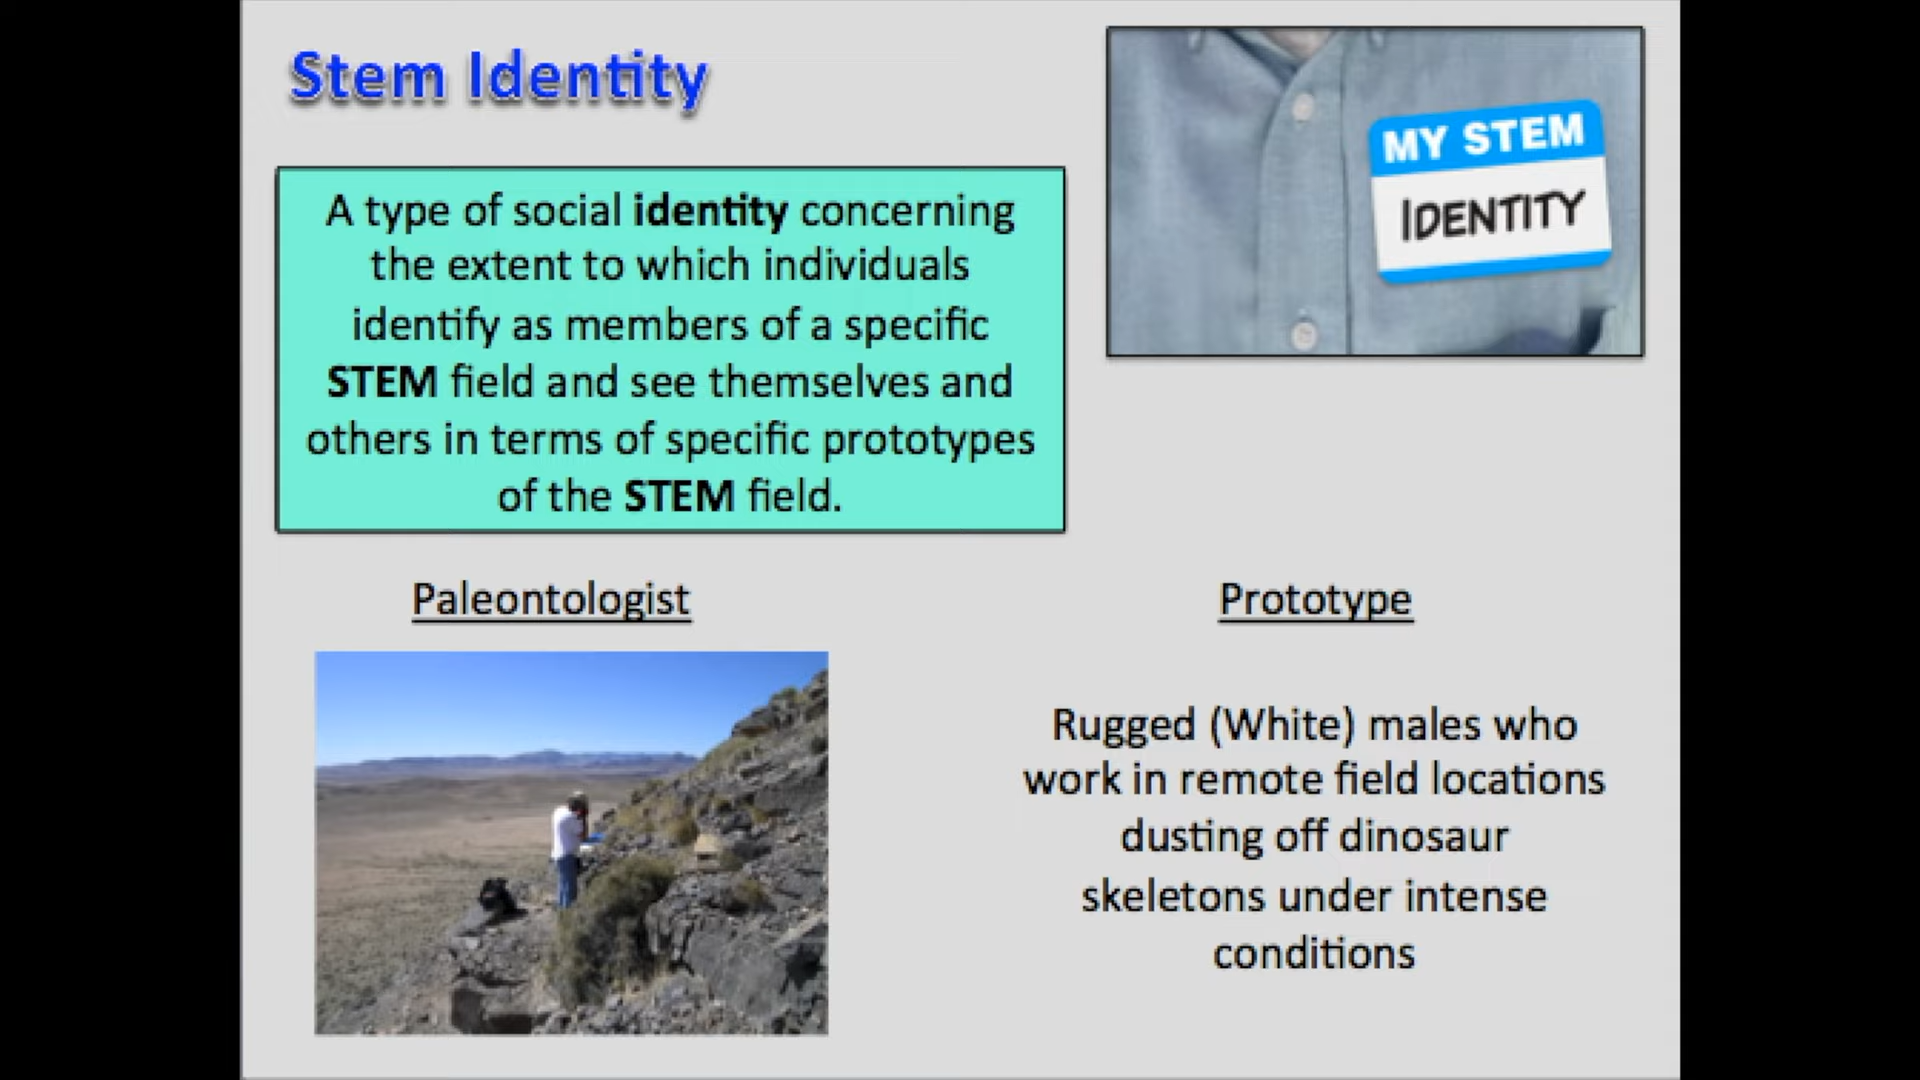 Stem Identity
MY STEM
IDENTITY
A type of social identity concerning
the extent to which individuals
identify as members of a specific
STEM field and see themselves and
others in terms of specific prototypes
of the STEM field.
Paleontologist
Prototype
Rugged (White) males who
work in remote field locations
dusting off dinosaur
skeletons under intense
conditions